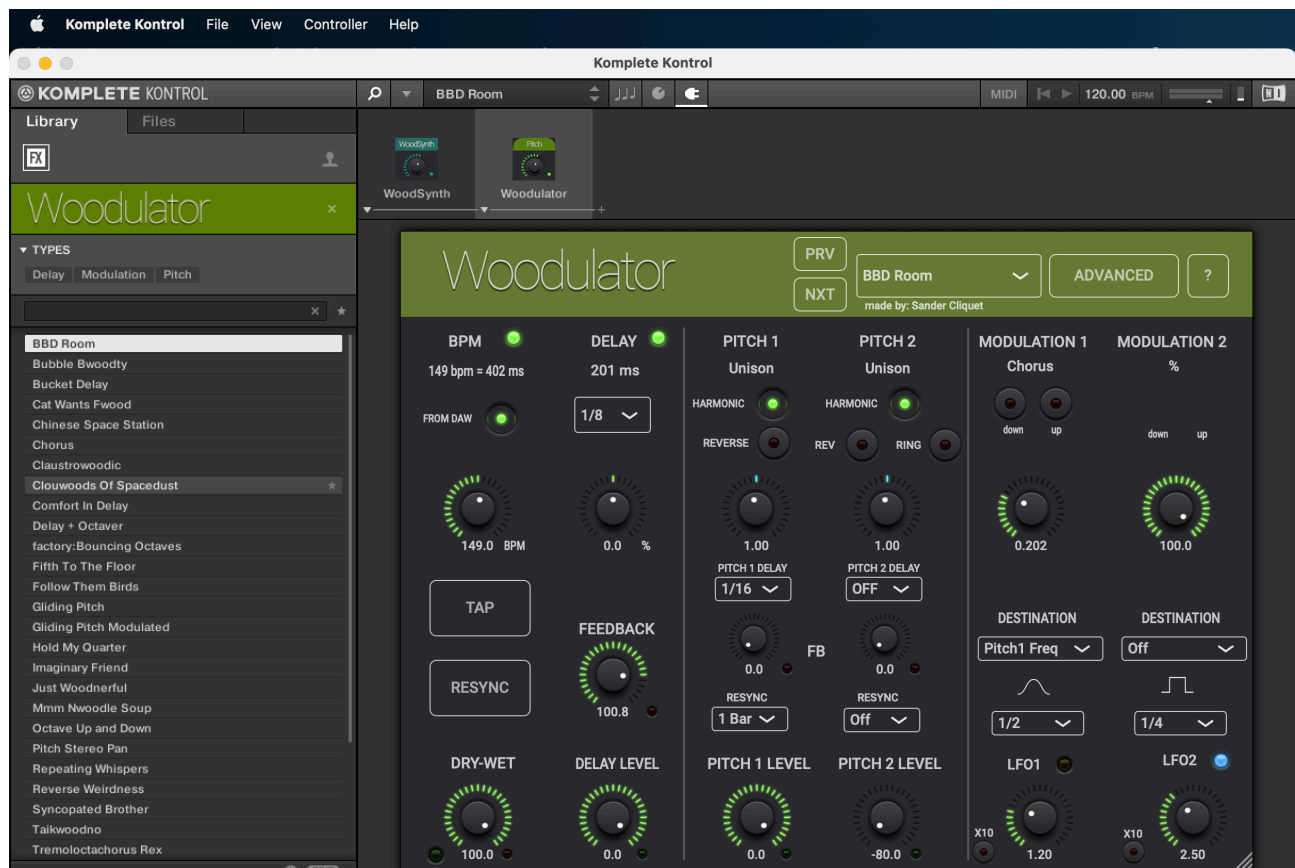 Komplete Kontrol File View Controller Help
Komplete Kontrol
KOMPLETE KONTROL
BBD Room
MIDI
120.00 BPM
NI
Library
Files
FX
WoodSynth
Pitch
WoodSynth
Woodulator
Woodulator
TYPES
Delay Modulation Pitch
BBD Room
Bubble Bwoodty
Bucket Delay
Cat Wants Fwood
Chinese Space Station
Chorus
Claustrowoodic
Clouwoods Of Spacedust
Comfort In Delay
Delay + Octaver
factory:Bouncing Octaves
Fifth To The Floor
Follow Them Birds
Gliding Pitch
Gliding Pitch Modulated
Hold My Quarter
Imaginary Friend
Just Woodnerful
Mmm Nwoodle Soup
Octave Up and Down
Pitch Stereo Pan
Repeating Whispers
Reverse Weirdness
Syncopated Brother
Taikwoodno
Tremoloctachorus Rex
Woodulator
PRV
NXT
BBD Room
made by: Sander Cliquet
ADVANCED
?
BPM
149 bpm = 402 ms
FROM DAW
149.0 BPM
TAP
RESYNC
DRY-WET
100.0
DELAY
201 ms
1/8
0.0 %
FEEDBACK
100.8
DELAY LEVEL
0.0
PITCH 1
Unison
HARMONIC
REVERSE
1.00
PITCH 1 DELAY
1/16
0.0
FB
RESYNC
1 Bar
PITCH 1 LEVEL
0.0
PITCH 2
Unison
HARMONIC
REV RING
1.00
PITCH 2 DELAY
OFF
0.0
RESYNC
Off
PITCH 2 LEVEL
-80.0
MODULATION 1
Chorus
down up
0.202
DESTINATION
Pitch1 Freq
1/2
LFO1
X10
1.20
MODULATION 2
%
down up
100.0
DESTINATION
Off
1/4
LFO2
X10
2.50